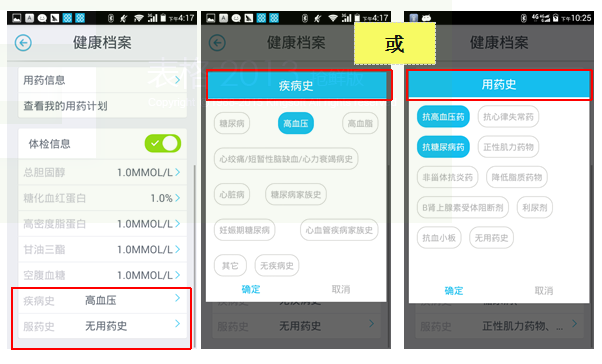 下午4:17
健康档案
用药信息
查看我的用药计划
体检信息
总胆固醇 1.0MMOL/L
糖化血红蛋白 1.0%
高密度脂蛋白 1.0MMOL/L
甘油三酯 1.0MMOL/L
空腹血糖 1.0MMOL/L
疾病史 高血压
服药史 无用药史
下午4:17
健康档案
疾病史
糖尿病 高血压 高血脂
心绞痛/短暂性脑缺血/心力衰竭病史
心脏病 糖尿病家族史
妊娠期糖尿病 心血管疾病家族史
其它 无疾病史
确定 取消
疾病史 无疾病史
服药史 无用药史
或
4G 下午10:25
健康档案
用药史
抗高血压药 抗心律失常药
抗糖尿病药 正性肌力药物
非甾体抗炎药 降低脂质药物
B肾上腺素受体阻断剂 利尿剂
抗血小板 无用药史
确定 取消
服药史 正性肌力药物、...